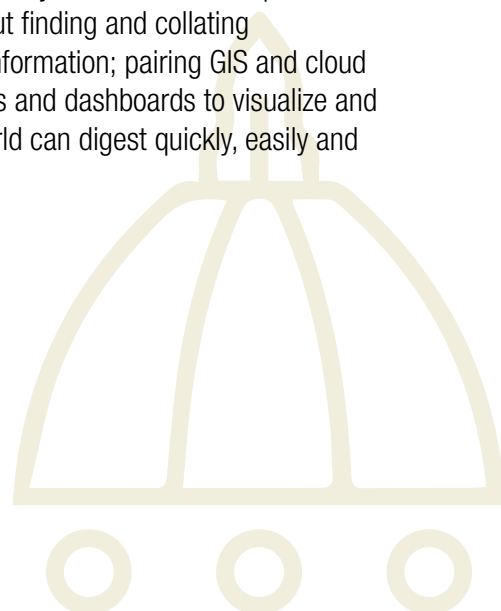 ut finding and collating
nformation; pairing GIS and cloud
s and dashboards to visualize and
rld can digest quickly, easily and